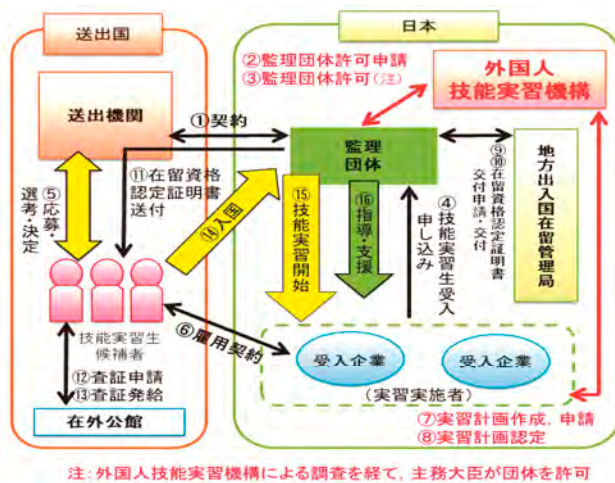 送出国
日本
②監理団体許可申請
③監理団体許可(注)
外国人
技能実習機構
送出機関
①契約
監理
団体
⑨
⑩在留資格認定証明書
交付申請・交付
地方出入国在留管理局
⑪在留資格
認定証明書
送付
⑤応募・
選考・決定
⑭入国
⑮技能実習開始
⑯指導・支援
④技能実習生受入
申し込み
技能実習生
候補者
⑥雇用契約
受入企業
受入企業
(実習実施者)
⑫査証申請
⑬査証発給
在外公館
⑦実習計画作成，申請
⑧実習計画認定
注:外国人技能実習機構による調査を経て，主務大臣が団体を許可